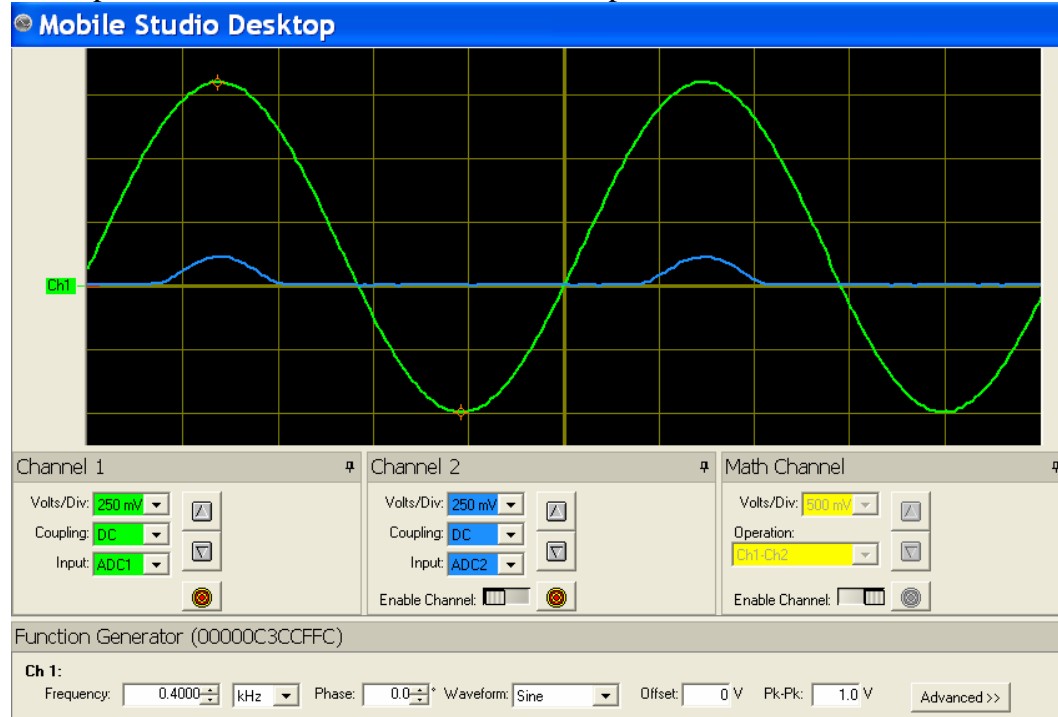 Mobile Studio Desktop
Ch1
Channel 1
Volts/Div: 250 mV
Coupling: DC
Input: ADC1
Channel 2
Volts/Div: 250 mV
Coupling: DC
Input: ADC2
Enable Channel:
Math Channel
Volts/Div: 500 mV
Operation:
Ch1-Ch2
Enable Channel:
Function Generator (00000C3CCFFC)
Ch 1:
Frequency: 0.4000 kHz Phase: 0.0 ° Waveform: Sine Offset: 0 V Pk-Pk: 1.0 V Advanced >>